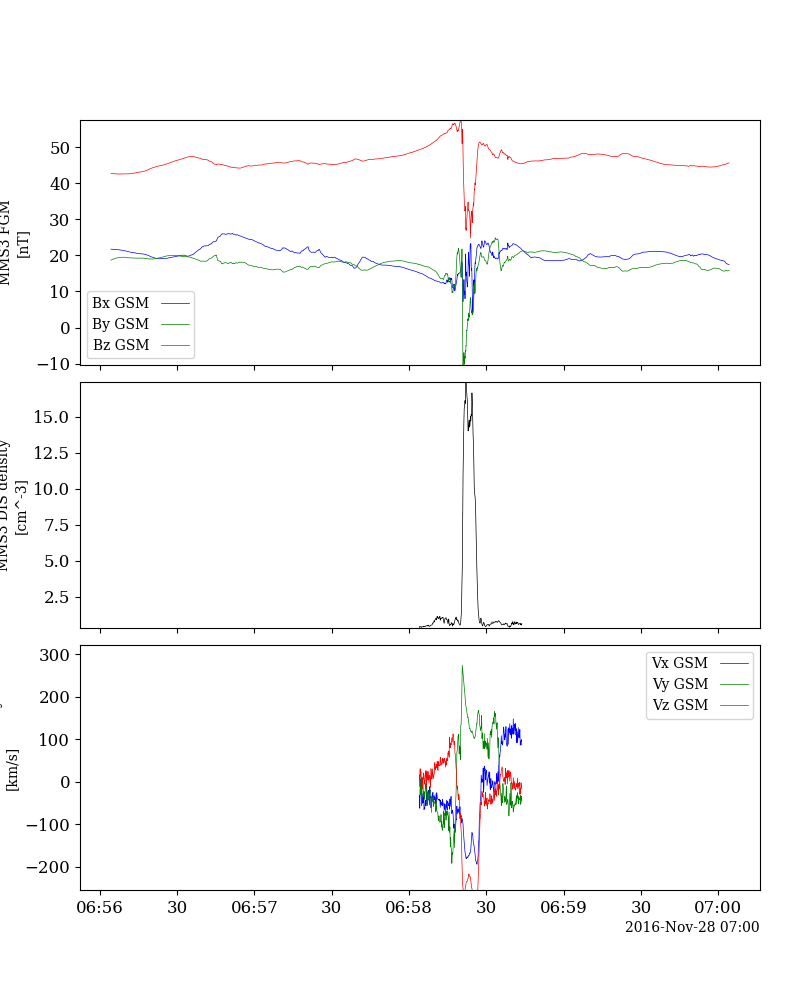 50
40
30
20
10
0
−10
MMS3 FGM
[nT]
Bx GSM
By GSM
Bz GSM
15.0
12.5
10.0
7.5
5.0
2.5
MMS3 DIS density
[cm^-3]
300
200
100
0
−100
−200
[km/s]
Vx GSM
Vy GSM
Vz GSM
06:56 30 06:57 30 06:58 30 06:59 30 07:00
2016-Nov-28 07:00